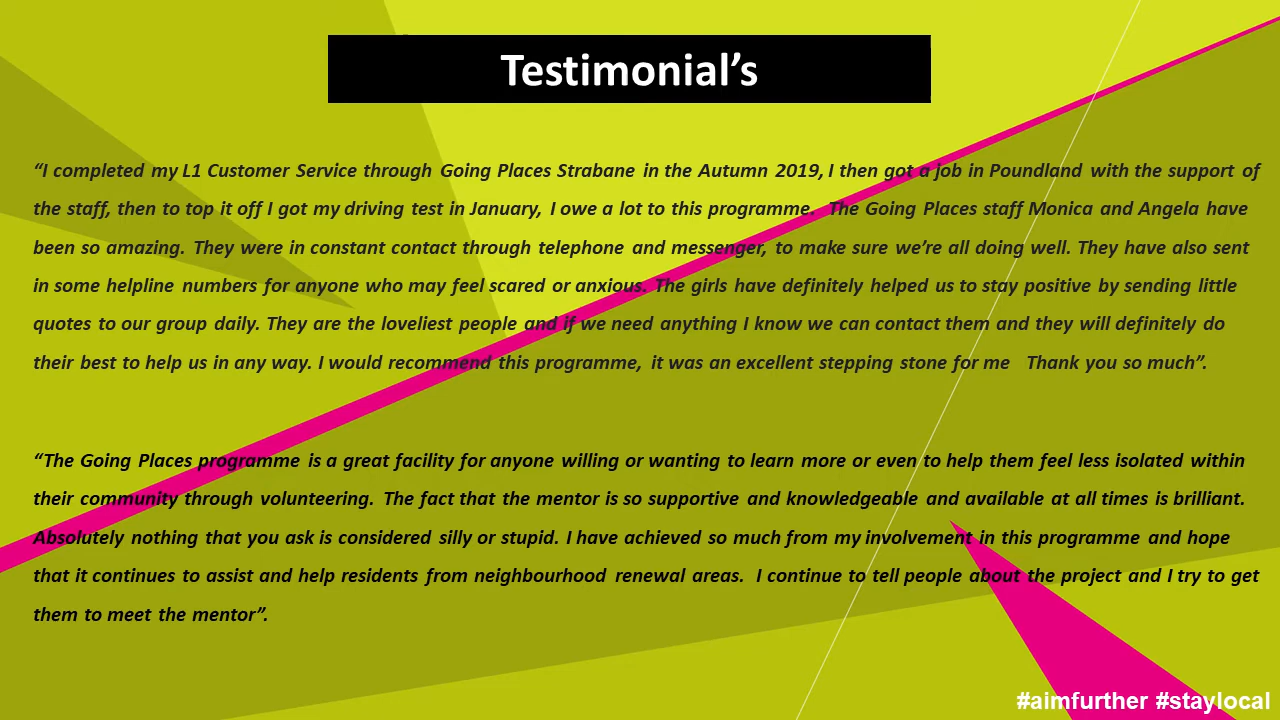 Testimonial’s
“I completed my L1 Customer Service through Going Places Strabane in the Autumn 2019, I then got a job in Poundland with the support of
the staff, then to top it off I got my driving test in January, I owe a lot to this programme. The Going Places staff Monica and Angela have
been so amazing. They were in constant contact through telephone and messenger, to make sure we’re all doing well. They have also sent
in some helpline numbers for anyone who may feel scared or anxious. The girls have definitely helped us to stay positive by sending little
quotes to our group daily. They are the loveliest people and if we need anything I know we can contact them and they will definitely do
their best to help us in any way. I would recommend this programme, it was an excellent stepping stone for me Thank you so much”.
“The Going Places programme is a great facility for anyone willing or wanting to learn more or even to help them feel less isolated within
their community through volunteering. The fact that the mentor is so supportive and knowledgeable and available at all times is brilliant.
Absolutely nothing that you ask is considered silly or stupid. I have achieved so much from my involvement in this programme and hope
that it continues to assist and help residents from neighbourhood renewal areas. I continue to tell people about the project and I try to get
them to meet the mentor”.
#aimfurther #staylocal